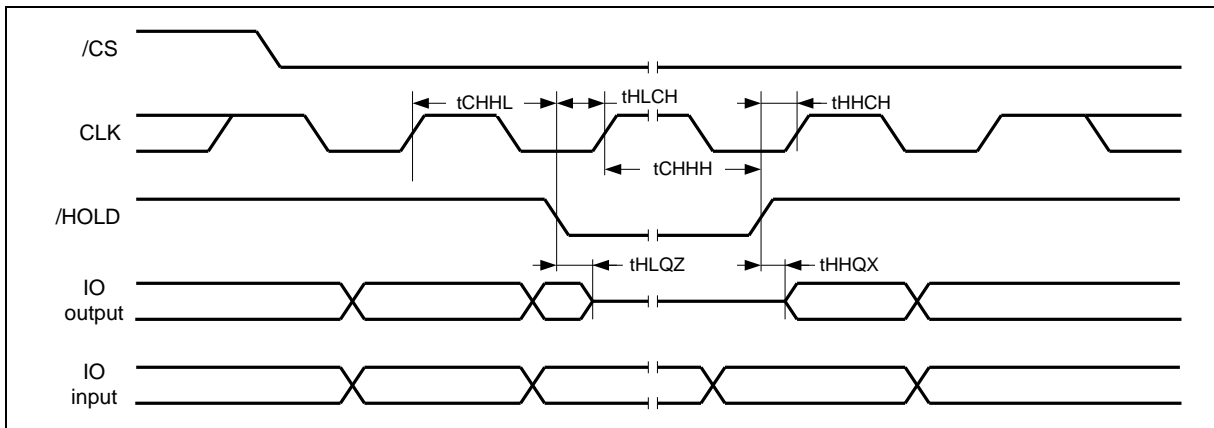 /CS
tCHHL
tHLCH
tHHCH
CLK
tCHHH
/HOLD
tHLQZ
tHHQX
IO
output
IO
input